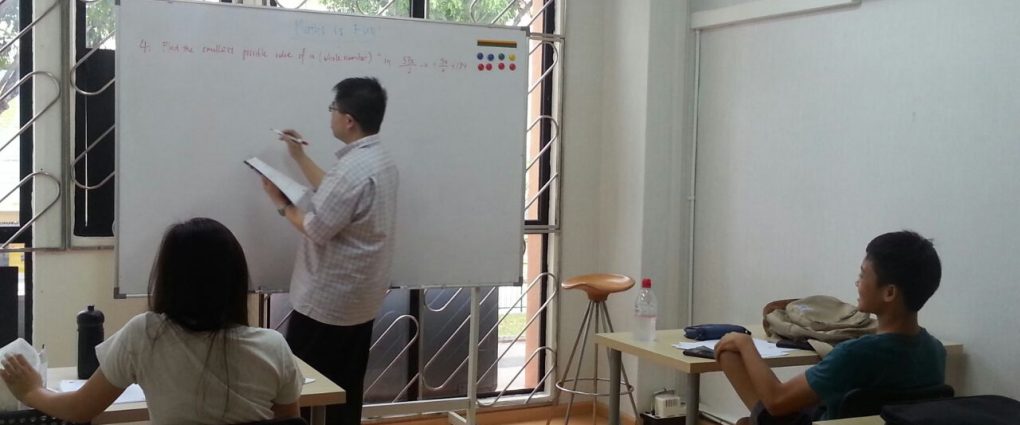 Maths is Fun!
4. Find the smallest possible value of x (whole number) in